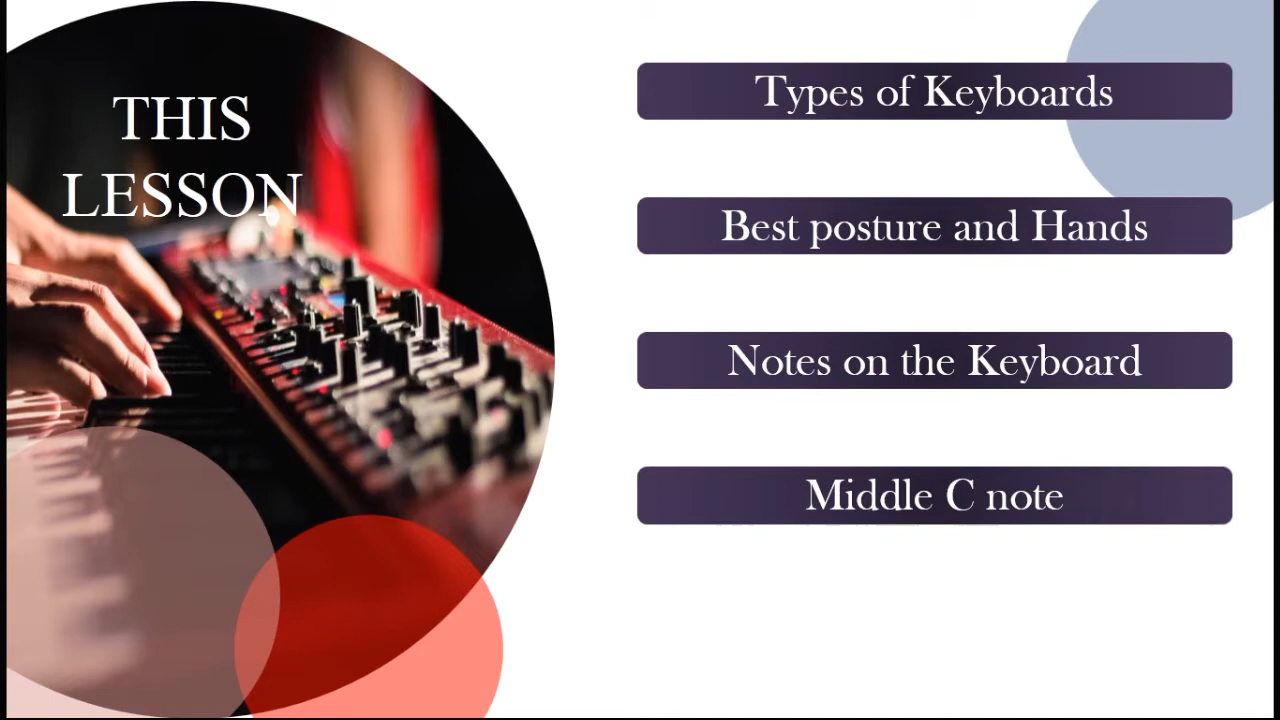 THIS
LESSON
Types of Keyboards
Best posture and Hands
Notes on the Keyboard
Middle C note